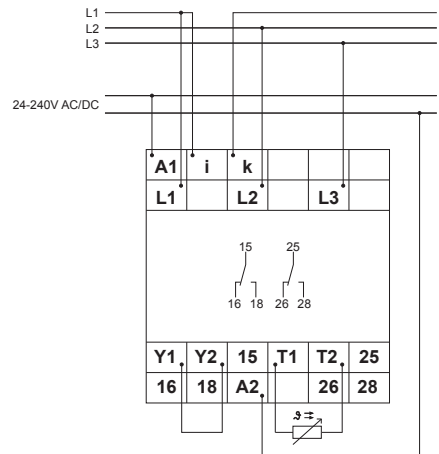 L1
L2
L3
24-240V AC/DC
A1 i k
L1 L2 L3
15 25
16 18 26 28
Y1 Y2 15 T1 T2 25
16 18 A2 26 28
ϑ